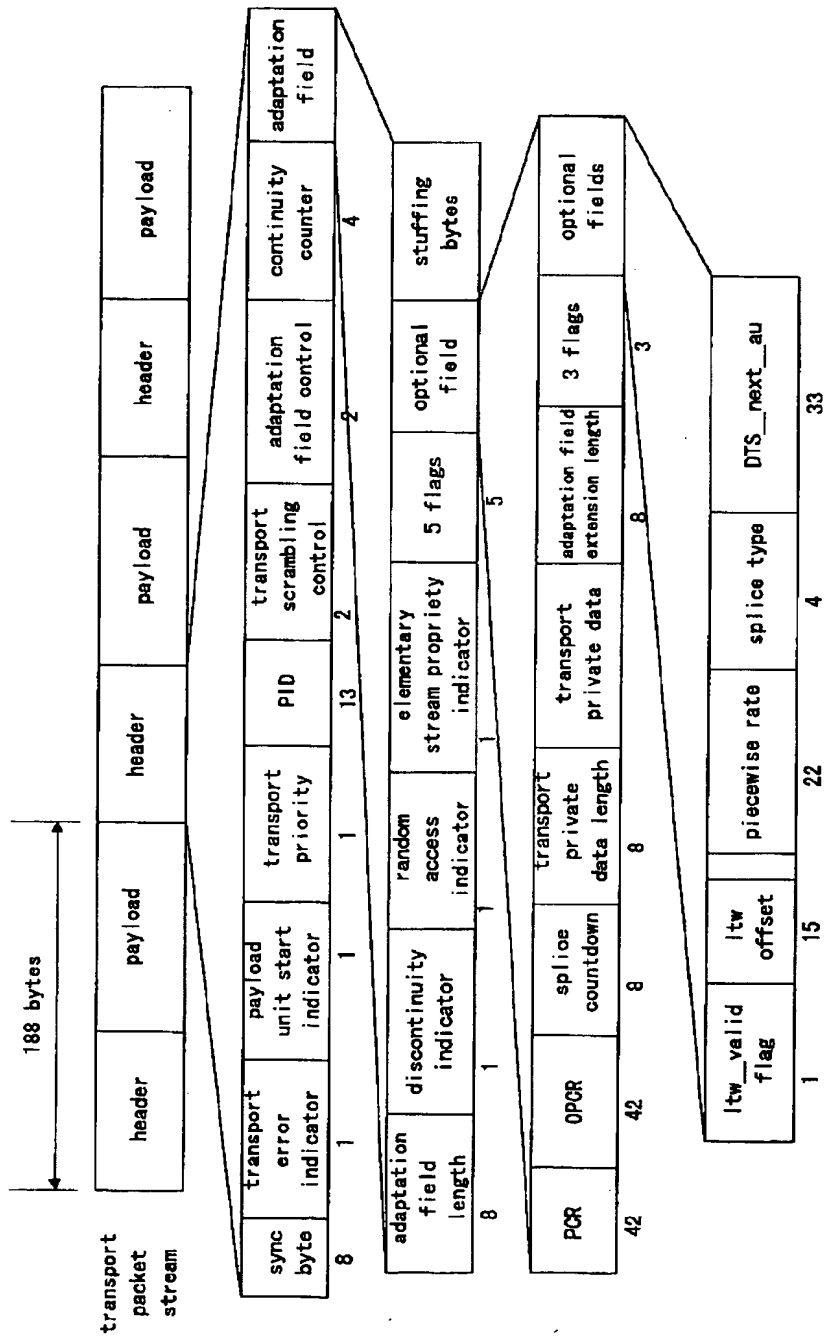 188 bytes
transport
packet
stream
header
payload
header
payload
header
payload
sync
byte
transport
error
indicator
payload
unit start
indicator
transport
priority
PID
transport
scrambling
control
adaptation
field control
continuity
counter
adaptation
field
8
1
1
1
13
2
2
4
adaptation
field
length
discontinuity
indicator
random
access
indicator
elementary
stream propriety
indicator
5 flags
optional
field
stuffing
bytes
8
1
1
1
5
PCR
OPCR
splice
countdown
transport
private
data length
transport
private data
adaptation field
extension length
3 flags
optional
fields
42
42
8
8
8
3
ltw_valid
flag
ltw
offset
piecewise rate
splice type
DTS_next_au
1
15
22
4
33